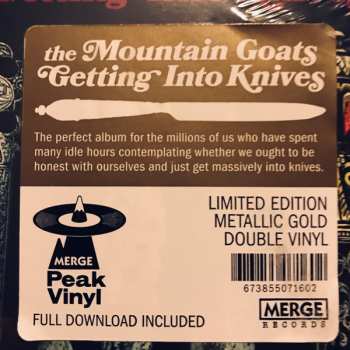 the Mountain Goats
Getting Into Knives
The perfect album for the millions of us who have spent
many idle hours contemplating whether we ought to be
honest with ourselves and just get massively into knives.
LIMITED EDITION
METALLIC GOLD
DOUBLE VINYL
MERGE
Peak
Vinyl
673855071602
FULL DOWNLOAD INCLUDED
MERGE
RECORDS